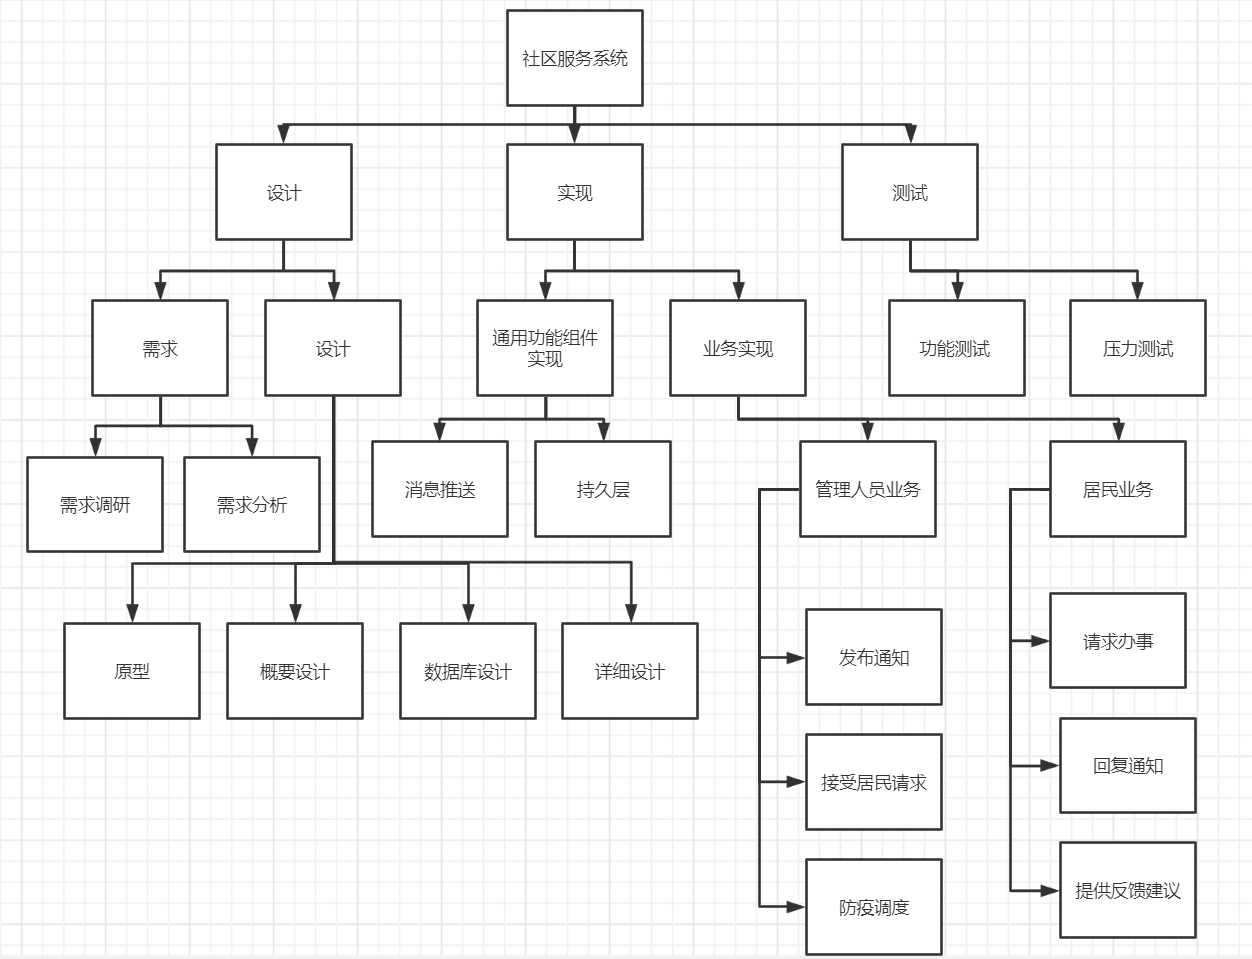 社区服务系统
设计
实现
测试
需求
设计
通用功能组件
实现
业务实现
功能测试
压力测试
需求调研
需求分析
消息推送
持久层
管理人员业务
居民业务
原型
概要设计
数据库设计
详细设计
发布通知
请求办事
接受居民请求
回复通知
防疫调度
提供反馈建议